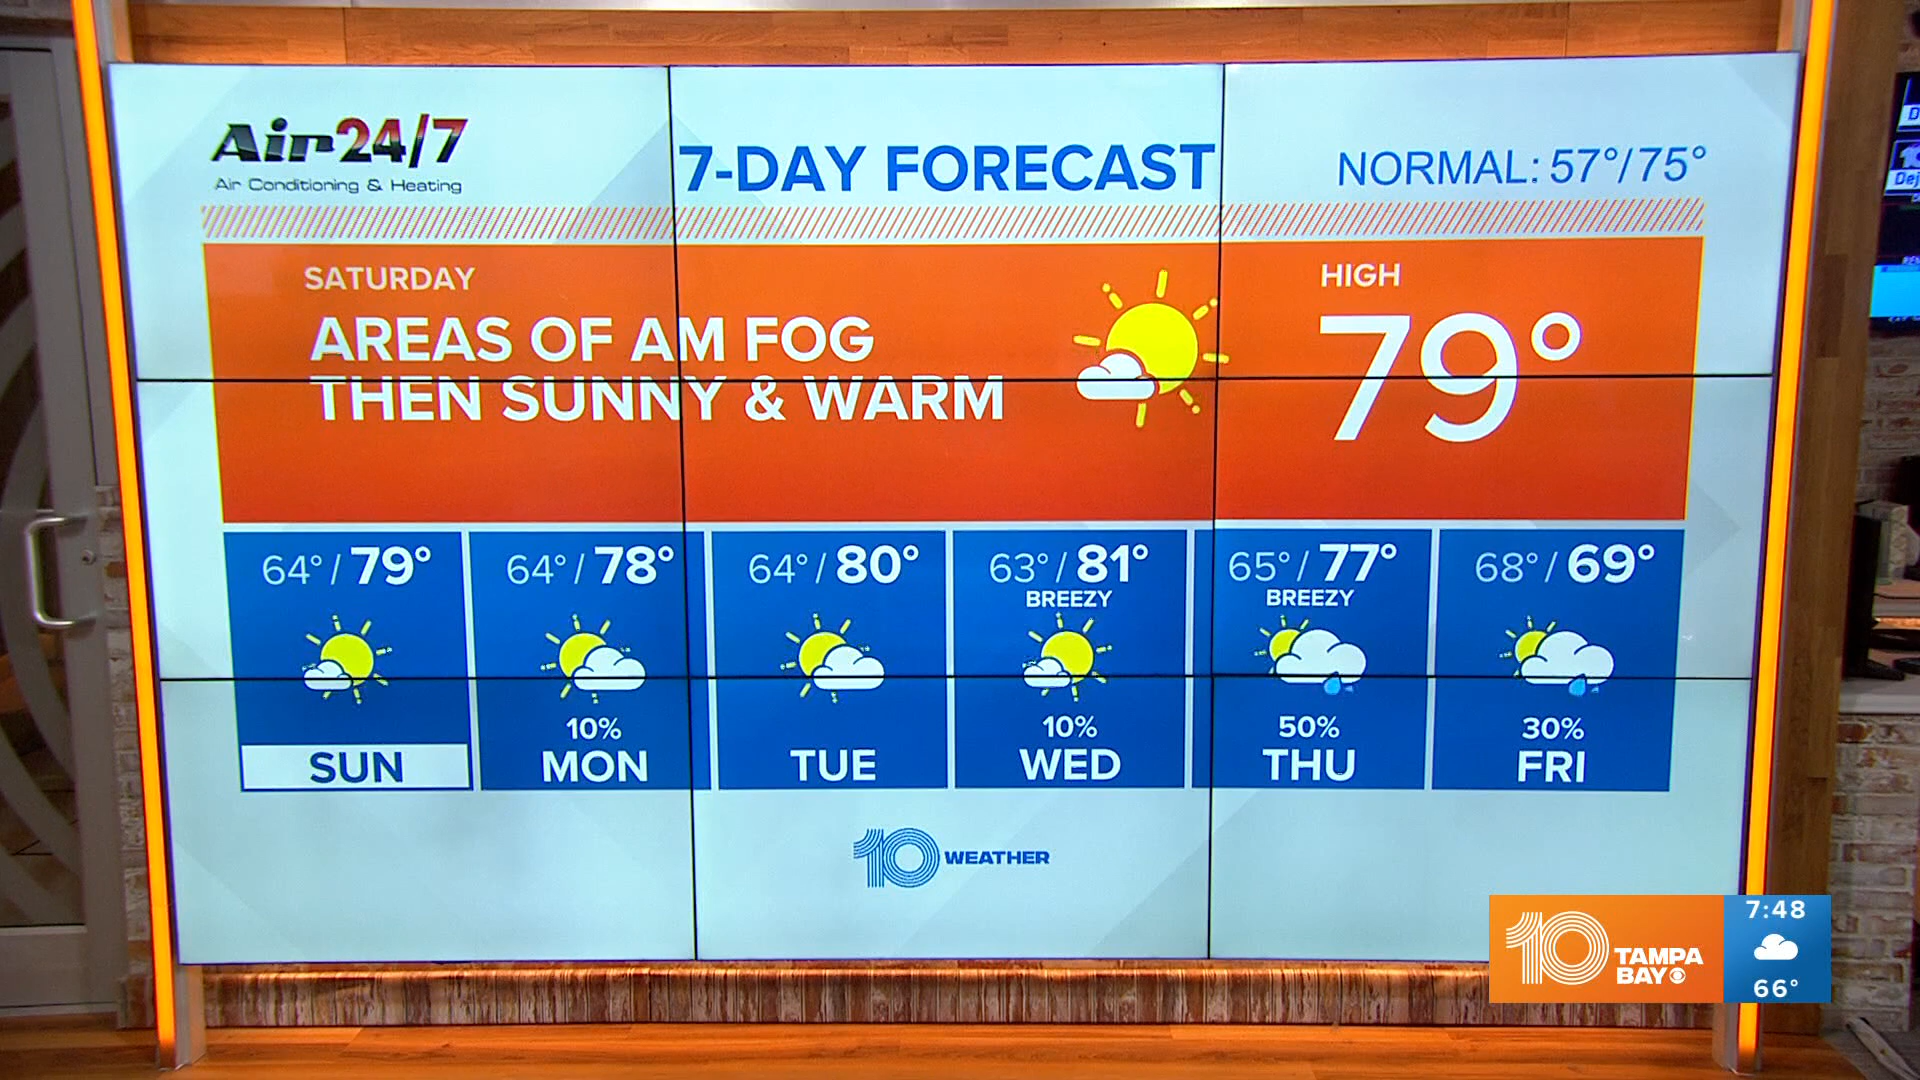 Air24/7
Air Conditioning & Heating
7-DAY FORECAST
NORMAL: 57°/75°
SATURDAY
AREAS OF AM FOG
THEN SUNNY & WARM
HIGH
79°
64°/79°
SUN
64°/78°
10%
MON
64°/80°
TUE
63°/81°
BREEZY
10%
WED
65°/77°
BREEZY
50%
THU
68°/69°
30%
FRI
10 WEATHER
10 TAMPA
BAY
7:48
66°